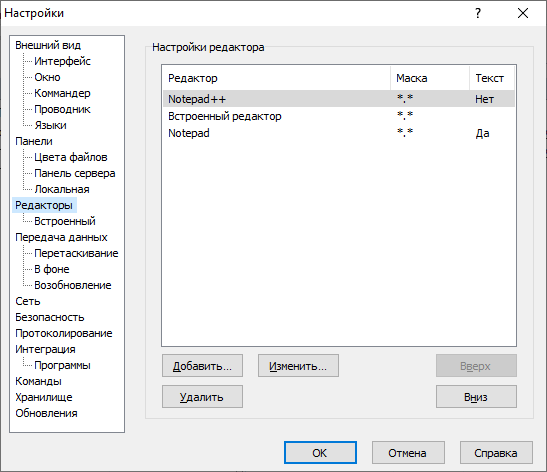 Настройки
?
Внешний вид
Интерфейс
Окно
Коммандер
Проводник
Языки
Панели
Цвета файлов
Панель сервера
Локальная
Редакторы
Встроенный
Передача данных
Перетаскивание
В фоне
Возобновление
Сеть
Безопасность
Протоколирование
Интеграция
Программы
Команды
Хранилище
Обновления
Настройки редактора
Редактор Маска Текст
Notepad++ *.* Нет
Встроенный редактор *.*
Notepad *.* Да
Добавить... Изменить... Вверх
Удалить Вниз
OK Отмена Справка